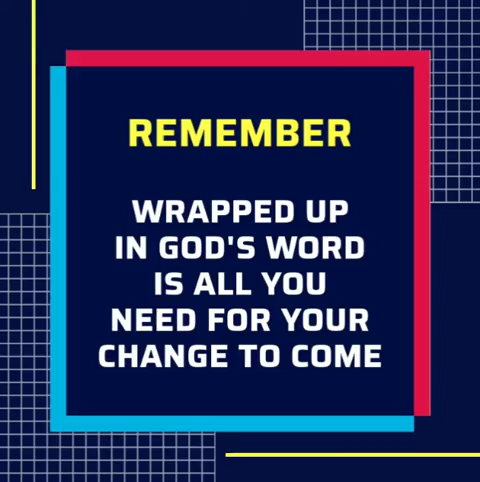 REMEMBER
WRAPPED UP
IN GOD'S WORD
IS ALL YOU
NEED FOR YOUR
CHANGE TO COME